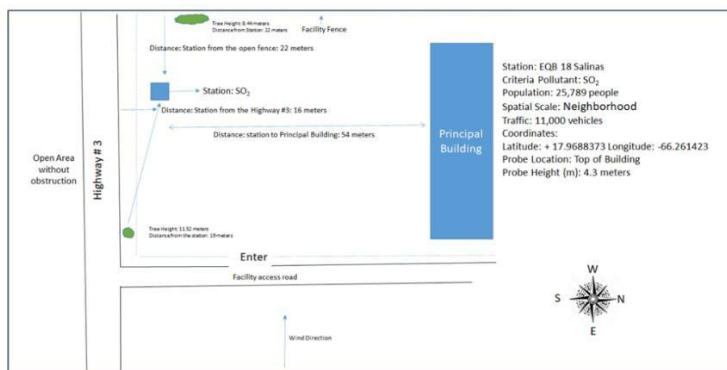 Tree Height: 8.44 meters
Distance from Station: 22 meters
Facility Fence
Distance: Station from the open fence: 22 meters
Station: SO₂
Distance: Station from the Highway #3: 16 meters
Distance: station to Principal Building: 54 meters
Principal
Building
Open Area
without
obstruction
Highway # 3
Tree Height: 11.52 meters
Distance from the station: 19 meters
Enter
Facility access road
Wind Direction
Station: EQB 18 Salinas
Criteria Pollutant: SO₂
Population: 25,789 people
Spatial Scale: Neighborhood
Traffic: 11,000 vehicles
Coordinates:
Latitude: + 17.9688373 Longitude: -66.261423
Probe Location: Top of Building
Probe Height (m): 4.3 meters
W
S
N
E